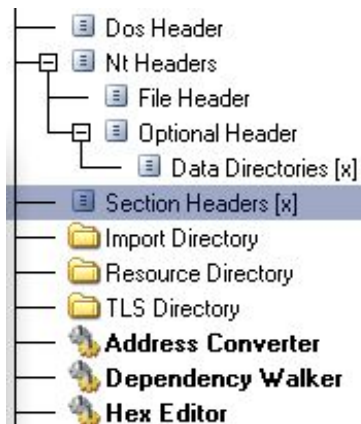 Dos Header
Nt Headers
File Header
Optional Header
Data Directories [x]
Section Headers [x]
Import Directory
Resource Directory
TLS Directory
Address Converter
Dependency Walker
Hex Editor